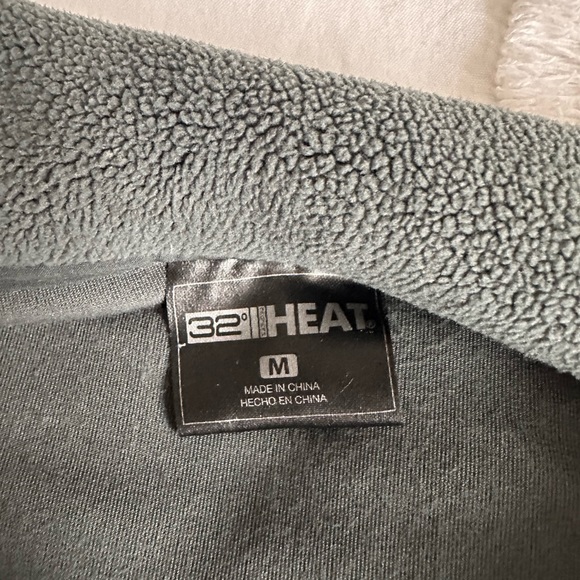 32° HEAT®
M
MADE IN CHINA
HECHO EN CHINA